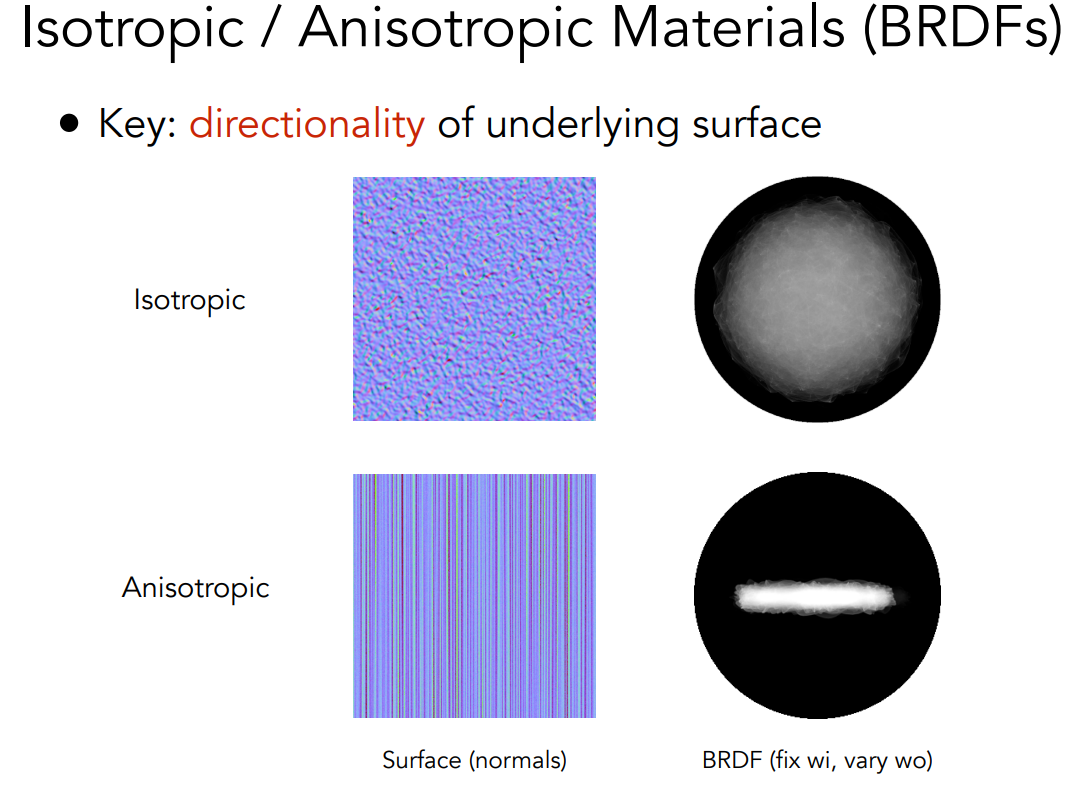 Isotropic / Anisotropic Materials (BRDFs)
• Key: directionality of underlying surface
Isotropic
Anisotropic
Surface (normals)
BRDF (fix wi, vary wo)